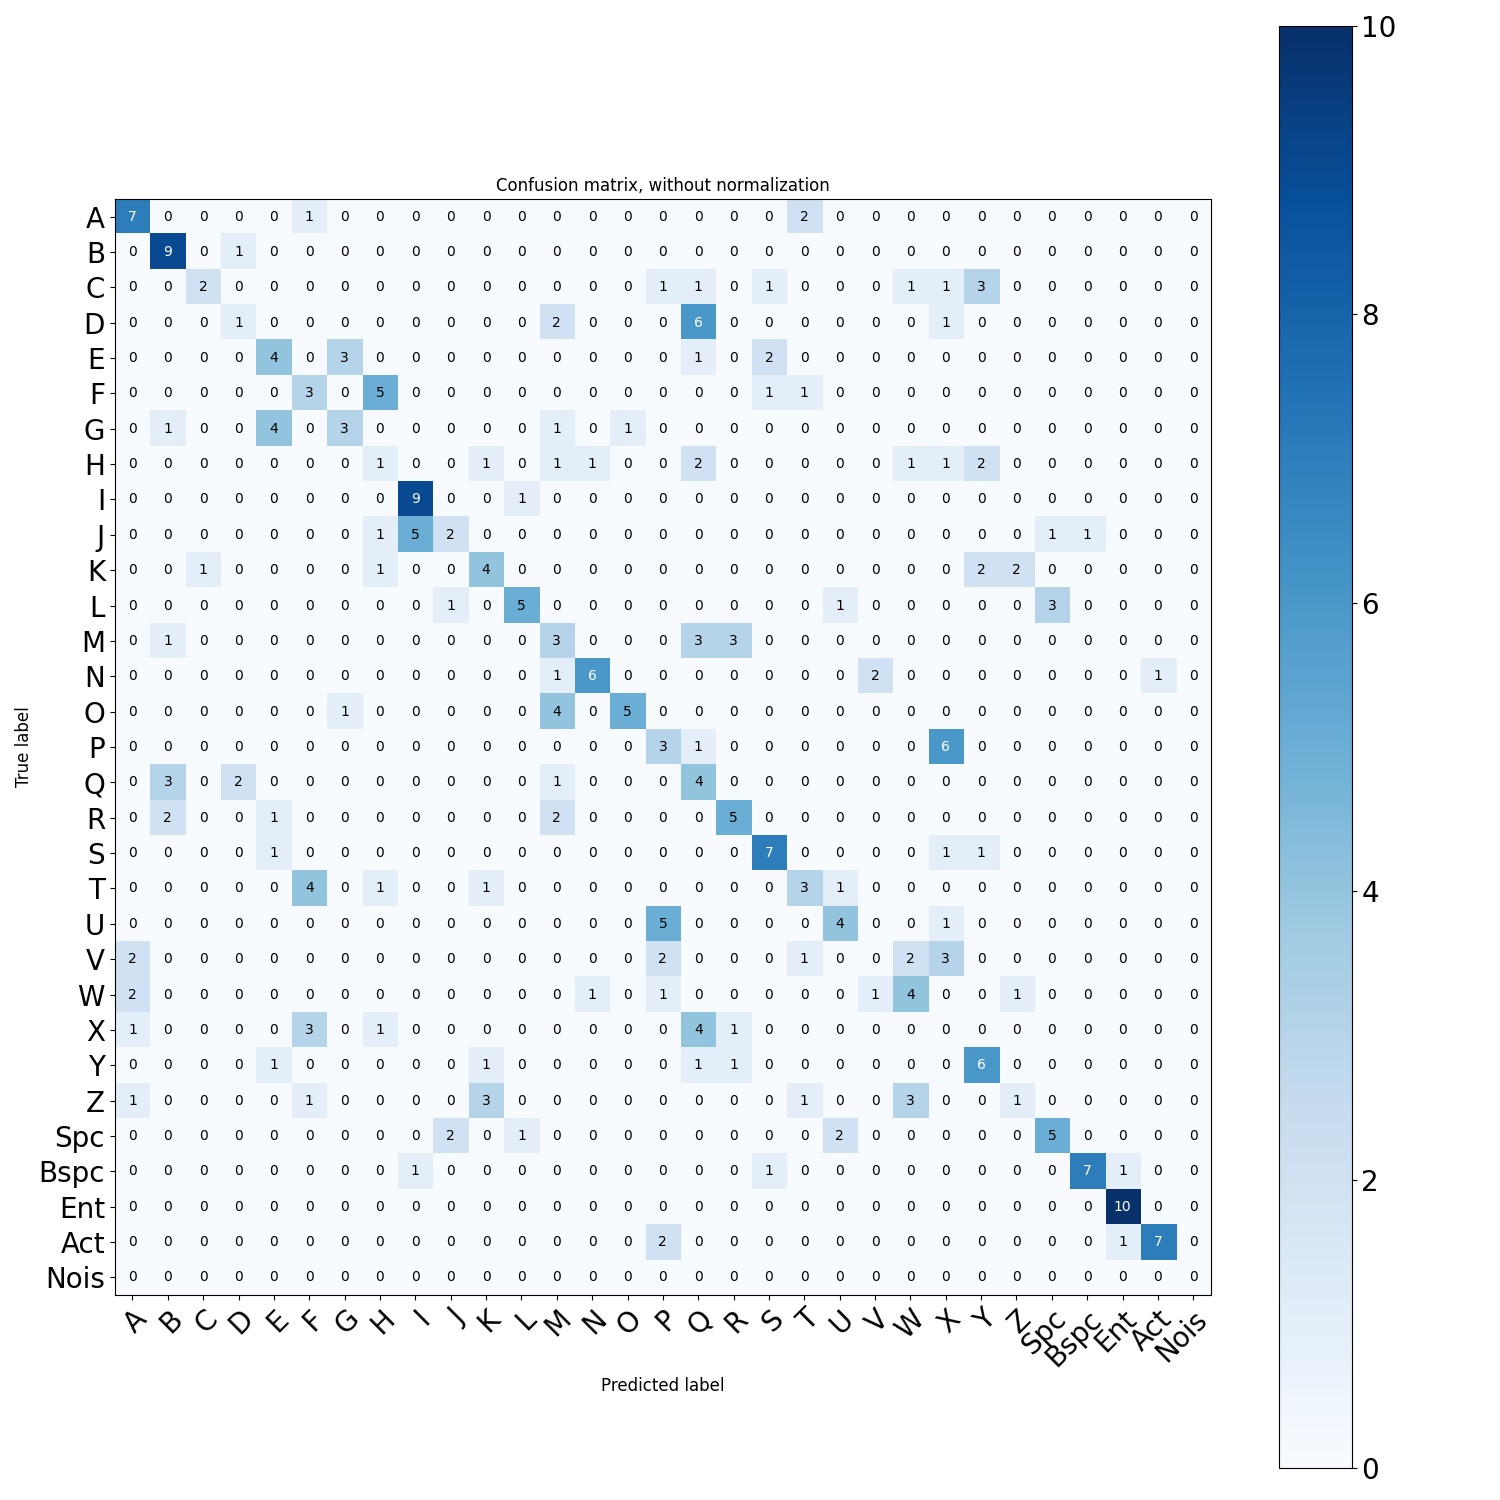 Confusion matrix, without normalization
A 7 0 0 0 0 1 0 0 0 0 0 0 0 0 0 0 0 0 0 2 0 0 0 0 0 0 0 0 0 0 0
B 0 9 0 1 0 0 0 0 0 0 0 0 0 0 0 0 0 0 0 0 0 0 0 0 0 0 0 0 0 0 0
C 0 0 2 0 0 0 0 0 0 0 0 0 0 0 0 1 1 0 1 0 0 0 1 1 3 0 0 0 0 0 0
D 0 0 0 1 0 0 0 0 0 0 0 0 2 0 0 0 6 0 0 0 0 0 0 1 0 0 0 0 0 0 0
E 0 0 0 0 4 0 3 0 0 0 0 0 0 0 0 0 1 0 2 0 0 0 0 0 0 0 0 0 0 0 0
F 0 0 0 0 0 3 0 5 0 0 0 0 0 0 0 0 0 0 1 1 0 0 0 0 0 0 0 0 0 0 0
G 0 1 0 0 4 0 3 0 0 0 0 0 1 0 1 0 0 0 0 0 0 0 0 0 0 0 0 0 0 0 0
H 0 0 0 0 0 0 0 1 0 0 1 0 1 1 0 0 2 0 0 0 0 0 1 1 2 0 0 0 0 0 0
I 0 0 0 0 0 0 0 0 9 0 0 1 0 0 0 0 0 0 0 0 0 0 0 0 0 0 0 0 0 0 0
J 0 0 0 0 0 0 0 1 5 2 0 0 0 0 0 0 0 0 0 0 0 0 0 0 0 0 1 1 0 0 0
K 0 0 1 0 0 0 0 1 0 0 4 0 0 0 0 0 0 0 0 0 0 0 0 0 2 2 0 0 0 0 0
L 0 0 0 0 0 0 0 0 0 1 0 5 0 0 0 0 0 0 0 0 1 0 0 0 0 0 3 0 0 0 0
M 0 1 0 0 0 0 0 0 0 0 0 0 3 0 0 0 3 3 0 0 0 0 0 0 0 0 0 0 0 0 0
N 0 0 0 0 0 0 0 0 0 0 0 0 1 6 0 0 0 0 0 0 0 2 0 0 0 0 0 0 0 1 0
O 0 0 0 0 0 0 1 0 0 0 0 0 4 0 5 0 0 0 0 0 0 0 0 0 0 0 0 0 0 0 0
P 0 0 0 0 0 0 0 0 0 0 0 0 0 0 0 3 1 0 0 0 0 0 0 6 0 0 0 0 0 0 0
Q 0 3 0 2 0 0 0 0 0 0 0 0 1 0 0 0 4 0 0 0 0 0 0 0 0 0 0 0 0 0 0
R 0 2 0 0 1 0 0 0 0 0 0 0 2 0 0 0 0 5 0 0 0 0 0 0 0 0 0 0 0 0 0
S 0 0 0 0 1 0 0 0 0 0 0 0 0 0 0 0 0 0 7 0 0 0 0 1 1 0 0 0 0 0 0
T 0 0 0 0 0 4 0 1 0 0 1 0 0 0 0 0 0 0 0 3 1 0 0 0 0 0 0 0 0 0 0
U 0 0 0 0 0 0 0 0 0 0 0 0 0 0 0 5 0 0 0 0 4 0 0 1 0 0 0 0 0 0 0
V 2 0 0 0 0 0 0 0 0 0 0 0 0 0 0 2 0 0 0 1 0 0 2 3 0 0 0 0 0 0 0
W 2 0 0 0 0 0 0 0 0 0 0 0 0 1 0 1 0 0 0 0 0 1 4 0 0 1 0 0 0 0 0
X 1 0 0 0 0 3 0 1 0 0 0 0 0 0 0 0 4 1 0 0 0 0 0 0 0 0 0 0 0 0 0
Y 0 0 0 0 1 0 0 0 0 0 1 0 0 0 0 0 1 1 0 0 0 0 0 0 6 0 0 0 0 0 0
Z 1 0 0 0 0 1 0 0 0 0 3 0 0 0 0 0 0 0 0 1 0 0 3 0 0 1 0 0 0 0 0
Spc 0 0 0 0 0 0 0 0 0 2 0 1 0 0 0 0 0 0 0 0 2 0 0 0 0 0 5 0 0 0 0
Bspc 0 0 0 0 0 0 0 0 1 0 0 0 0 0 0 0 0 0 1 0 0 0 0 0 0 0 0 7 1 0 0
Ent 0 0 0 0 0 0 0 0 0 0 0 0 0 0 0 0 0 0 0 0 0 0 0 0 0 0 0 0 10 0 0
Act 0 0 0 0 0 0 0 0 0 0 0 0 0 0 0 2 0 0 0 0 0 0 0 0 0 0 0 0 1 7 0
Nois 0 0 0 0 0 0 0 0 0 0 0 0 0 0 0 0 0 0 0 0 0 0 0 0 0 0 0 0 0 0 0
A B C D E F G H I J K L M N O P Q R S T U V W X Y Z Spc Bspc Ent Act Nois
Predicted label
True label
10
8
6
4
2
0